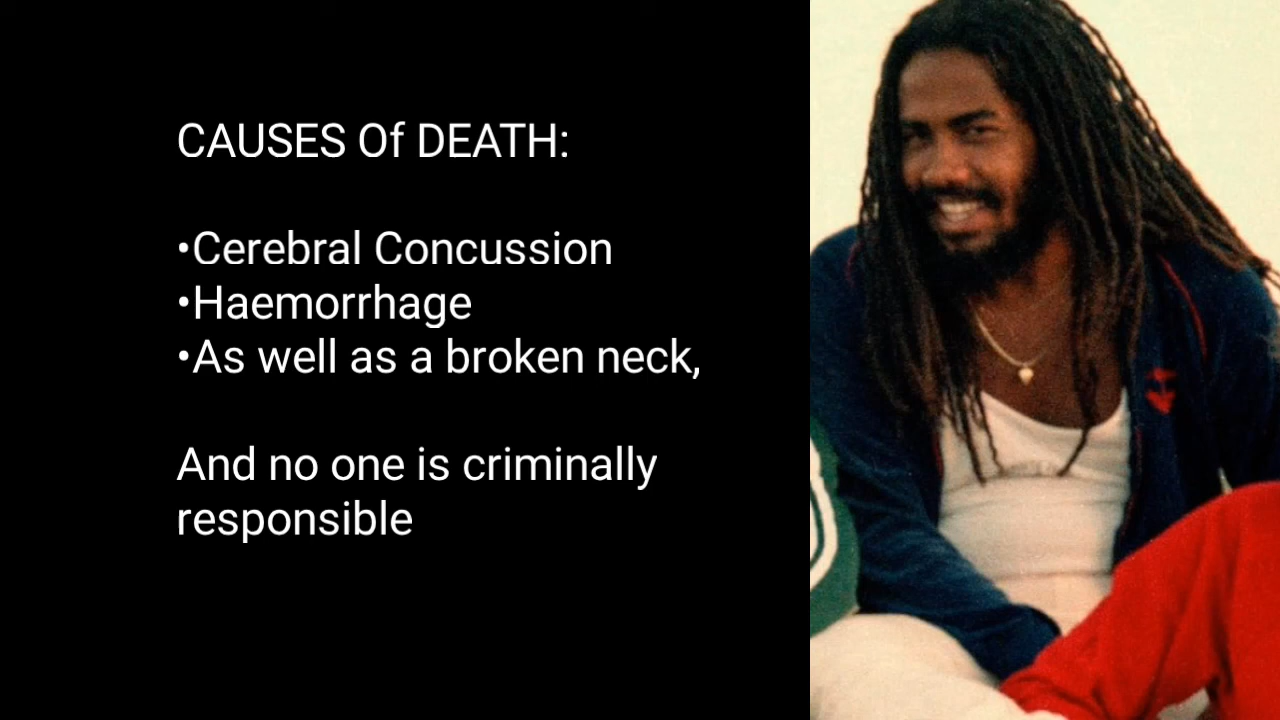 CAUSES Of DEATH:
•Cerebral Concussion
•Haemorrhage
•As well as a broken neck,
And no one is criminally
responsible